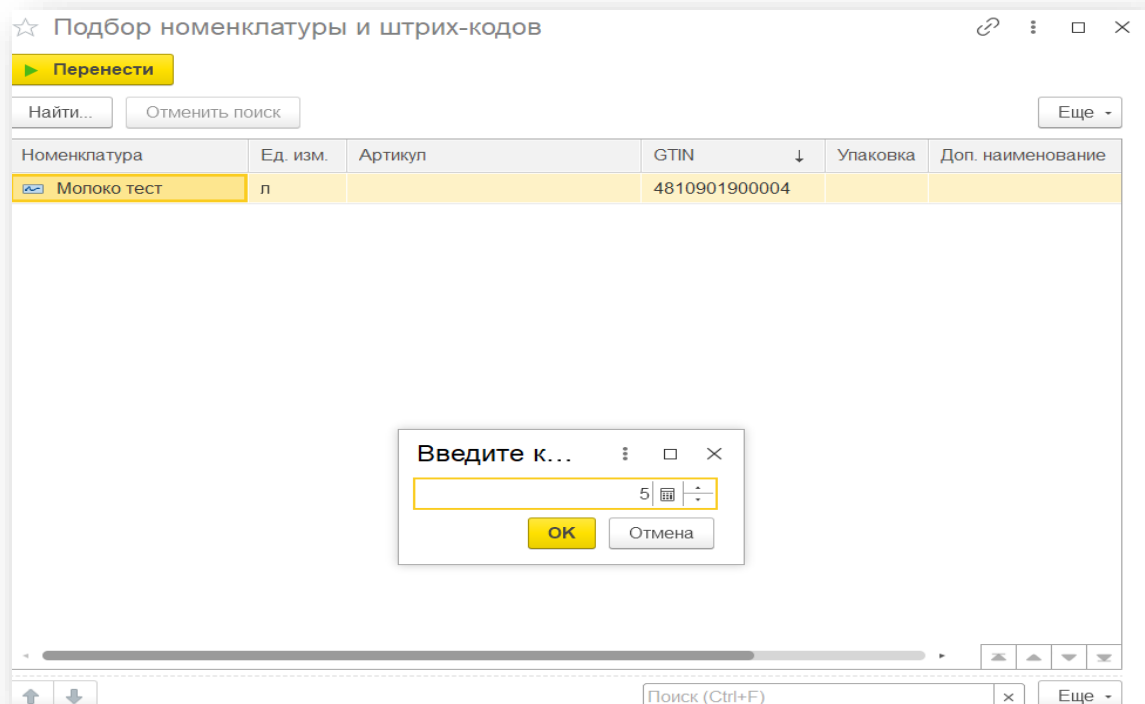 Подбор номенклатуры и штрих-кодов
Перенести
Найти... Отменить поиск Еще
Номенклатура Ед. изм. Артикул GTIN ↓ Упаковка Доп. наименование
Молоко тест л 4810901900004
Введите к...
5
ОК Отмена
Поиск (Ctrl+F) × Еще